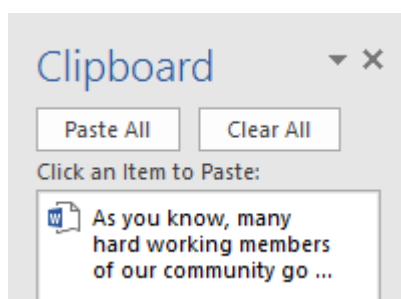 Clipboard
Paste All Clear All
Click an Item to Paste:
As you know, many
hard working members
of our community go ...